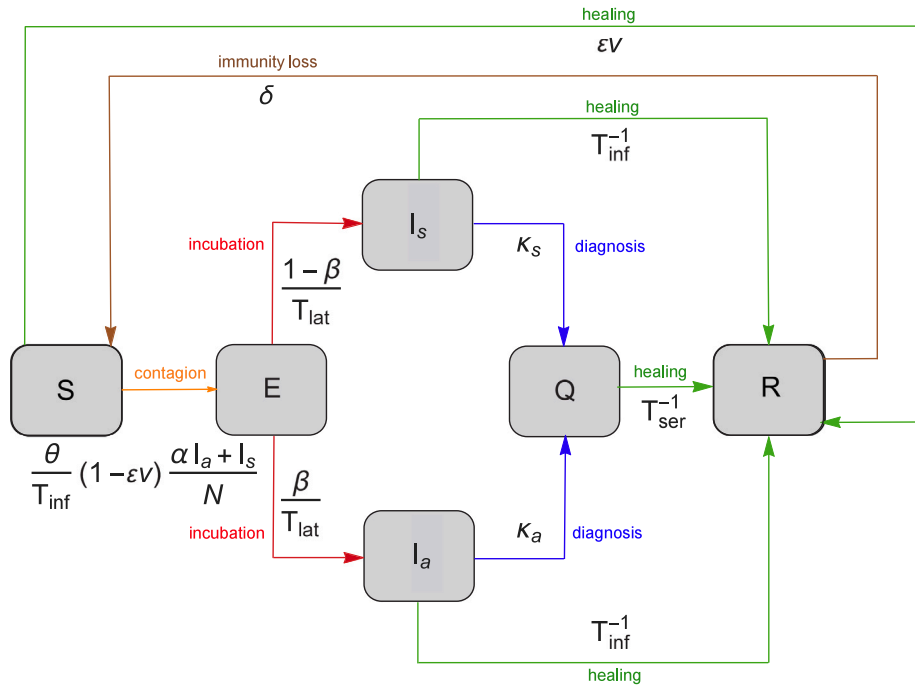 healing
εv
immunity loss
δ
healing
T_inf^-1
I_s
incubation
κ_s
diagnosis
1-β
T_lat
S
contagion
E
Q
healing
T_ser^-1
R
θ/T_inf (1-εv) (α I_a + I_s)/N
β
T_lat
incubation
I_a
κ_a
diagnosis
T_inf^-1
healing